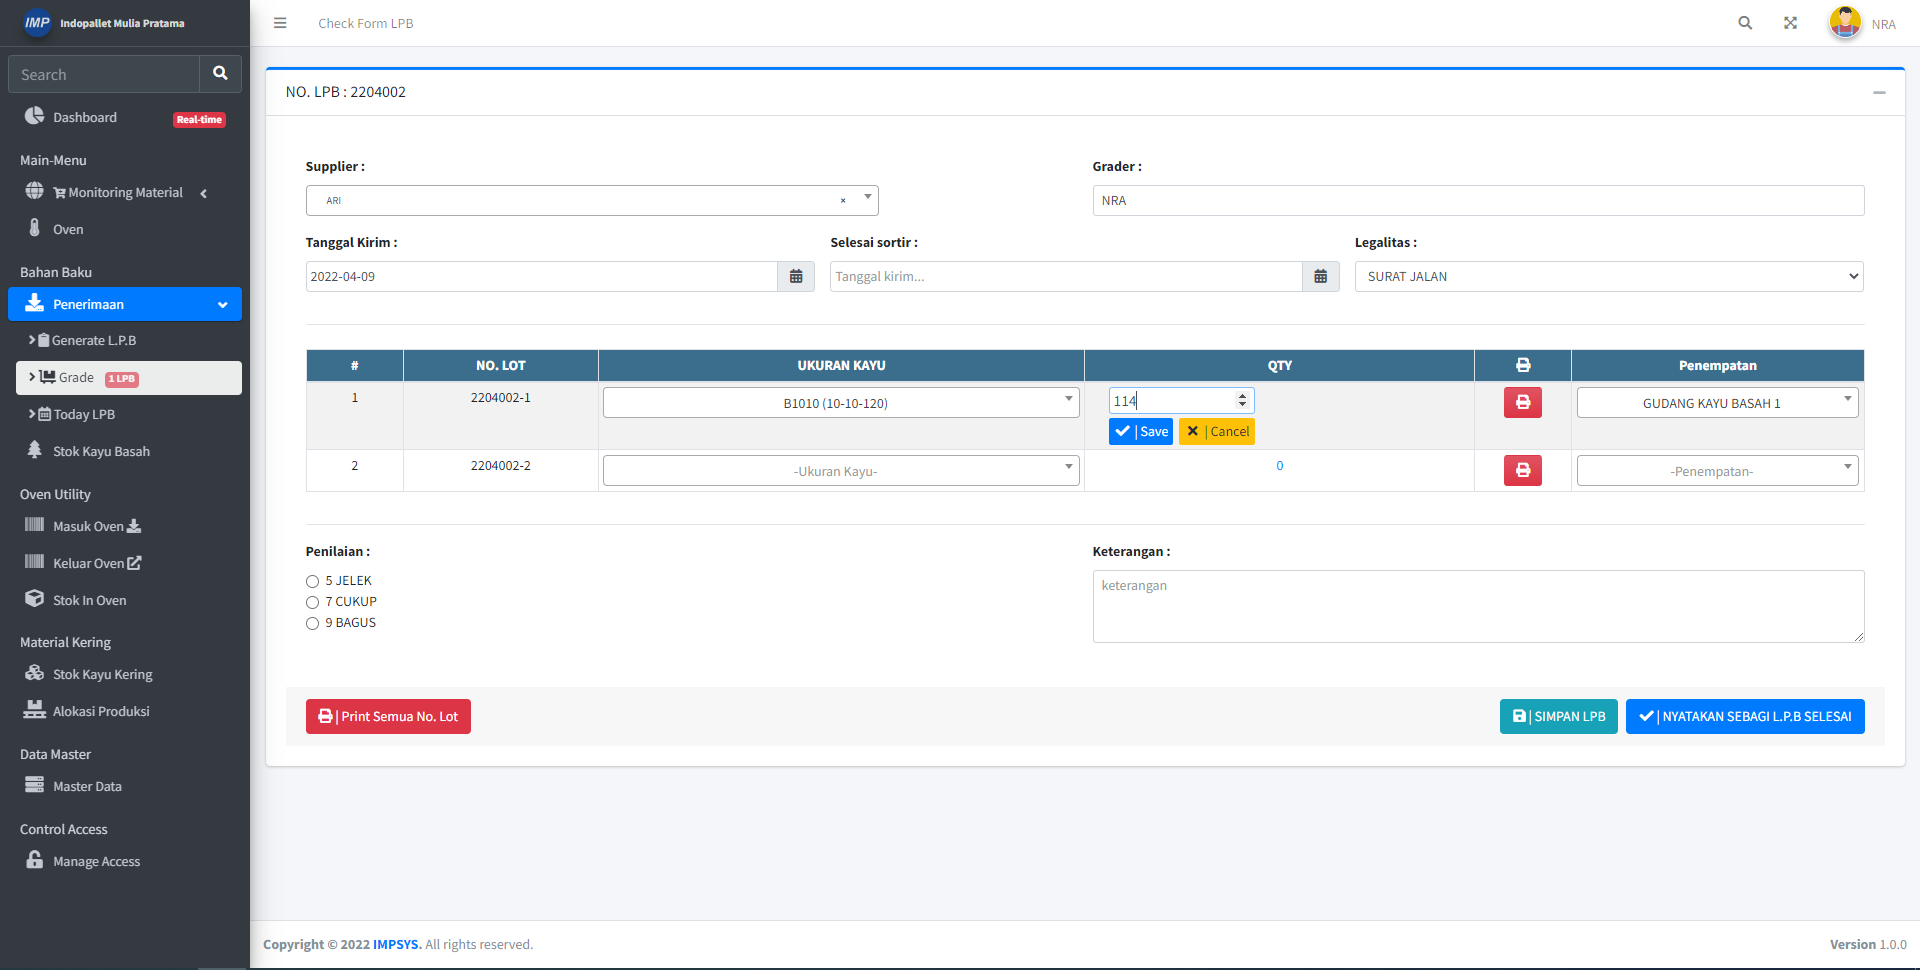 IMP Indopallet Mulia Pratama
Search
Dashboard Real-time
Main-Menu
Monitoring Material
Oven
Bahan Baku
Penerimaan
Generate L.P.B
Grade 1 LPB
Today LPB
Stok Kayu Basah
Oven Utility
Masuk Oven
Keluar Oven
Stok In Oven
Material Kering
Stok Kayu Kering
Alokasi Produksi
Data Master
Master Data
Control Access
Manage Access
Check Form LPB
NRA
NO. LPB : 2204002
Supplier : Grader :
ARI × NRA
Tanggal Kirim : Selesai sortir : Legalitas :
2022-04-09 Tanggal kirim... SURAT JALAN
# NO. LOT UKURAN KAYU QTY Penempatan
1 2204002-1 B1010 (10-10-120) 114 GUDANG KAYU BASAH 1
| Save | Cancel
2 2204002-2 -Ukuran Kayu- 0 -Penempatan-
Penilaian : Keterangan :
5 JELEK keterangan
7 CUKUP
9 BAGUS
| Print Semua No. Lot | SIMPAN LPB | NYATAKAN SEBAGI L.P.B SELESAI
Copyright © 2022 IMPSYS. All rights reserved. Version 1.0.0